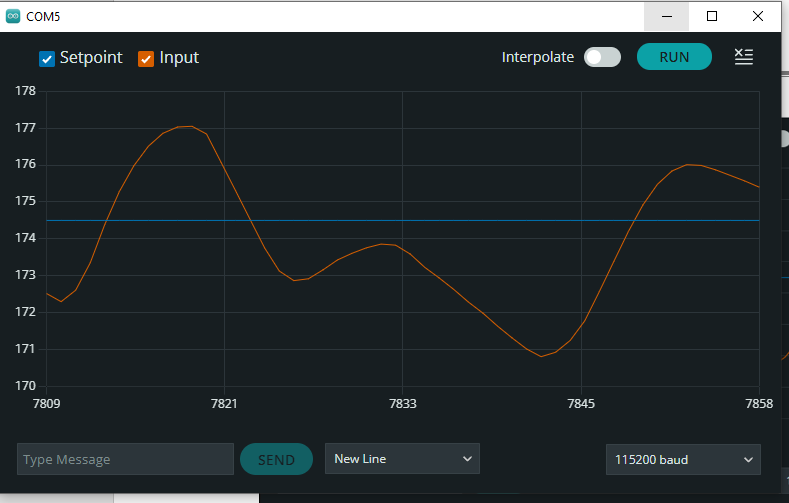 COM5
Setpoint Input Interpolate RUN
178
177
176
175
174
173
172
171
170
7809 7821 7833 7845 7858
Type Message SEND New Line 115200 baud